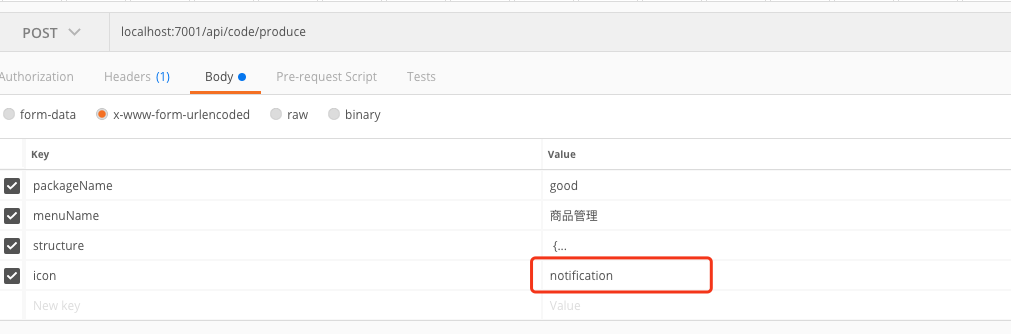 POST localhost:7001/api/code/produce
Authorization Headers (1) Body Pre-request Script Tests
form-data x-www-form-urlencoded raw binary
Key Value
packageName good
menuName 商品管理
structure {...
icon notification
New key Value